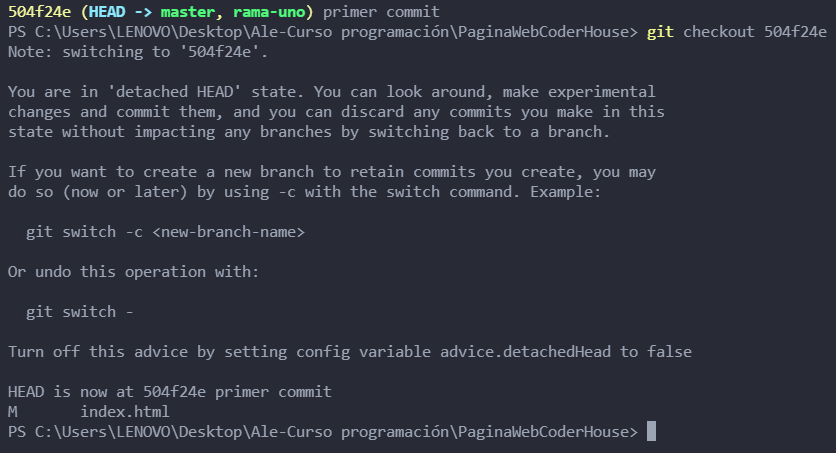 504f24e (HEAD -> master, rama-uno) primer commit
PS C:\Users\LENOVO\Desktop\Ale-Curso programación\PaginaWebCoderHouse> git checkout 504f24e
Note: switching to '504f24e'.

You are in 'detached HEAD' state. You can look around, make experimental
changes and commit them, and you can discard any commits you make in this
state without impacting any branches by switching back to a branch.

If you want to create a new branch to retain commits you create, you may
do so (now or later) by using -c with the switch command. Example:

  git switch -c <new-branch-name>

Or undo this operation with:

  git switch -

Turn off this advice by setting config variable advice.detachedHead to false

HEAD is now at 504f24e primer commit
M       index.html
PS C:\Users\LENOVO\Desktop\Ale-Curso programación\PaginaWebCoderHouse>